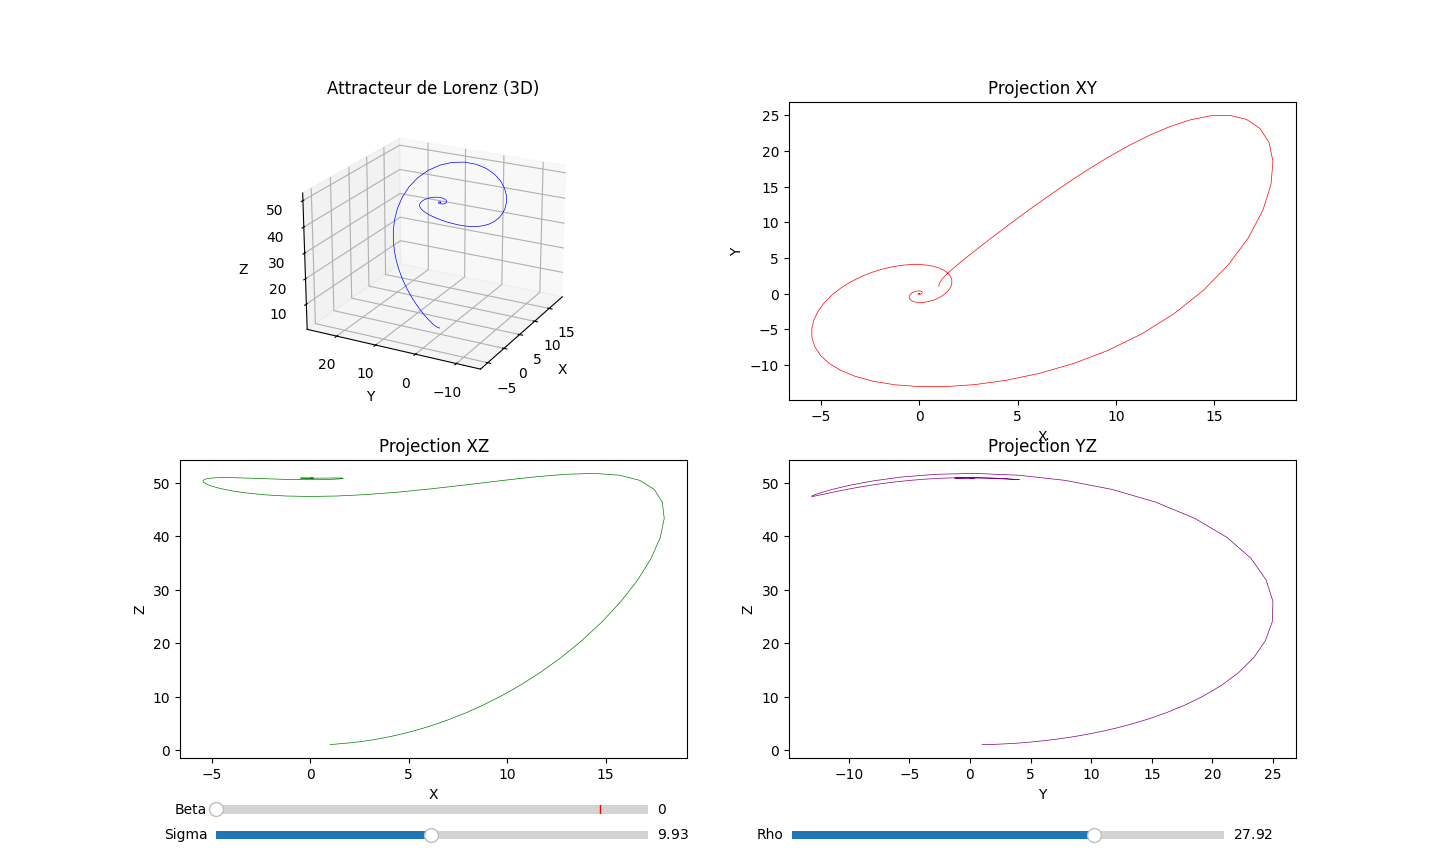 Attracteur de Lorenz (3D)
50
40
30
20
10
Z
20
10
0
−10
Y
−5
0
5
10
15
X
Projection XY
25
20
15
10
5
0
−5
−10
Y
−5 0 5 10 15
X
Projection XZ
50
40
30
20
10
0
Z
−5 0 5 10 15
X
Projection YZ
50
40
30
20
10
0
Z
−10 −5 0 5 10 15 20 25
Y
Beta 0
Sigma 9.93
Rho 27.92